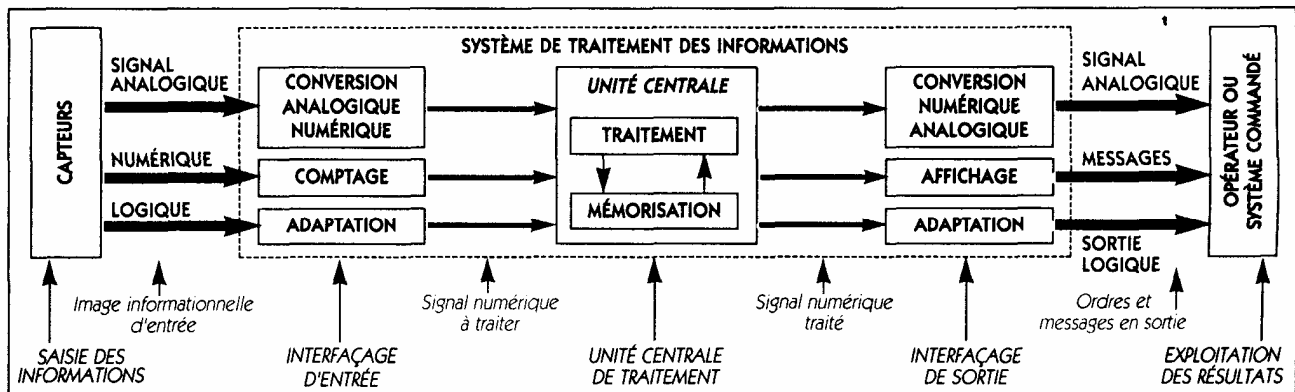 SYSTÈME DE TRAITEMENT DES INFORMATIONS
CAPTEURS
SIGNAL
ANALOGIQUE
NUMÉRIQUE
LOGIQUE
CONVERSION
ANALOGIQUE
NUMÉRIQUE
COMPTAGE
ADAPTATION
UNITÉ CENTRALE
TRAITEMENT
MÉMORISATION
CONVERSION
NUMÉRIQUE
ANALOGIQUE
AFFICHAGE
ADAPTATION
SIGNAL
ANALOGIQUE
MESSAGES
SORTIE
LOGIQUE
OPÉRATEUR OU
SYSTÈME COMMANDÉ
Image informationnelle
d'entrée
Signal numérique
à traiter
Signal numérique
traité
Ordres et
messages en sortie
SAISIE DES
INFORMATIONS
INTERFAÇAGE
D'ENTRÉE
UNITÉ CENTRALE
DE TRAITEMENT
INTERFAÇAGE
DE SORTIE
EXPLOITATION
DES RÉSULTATS